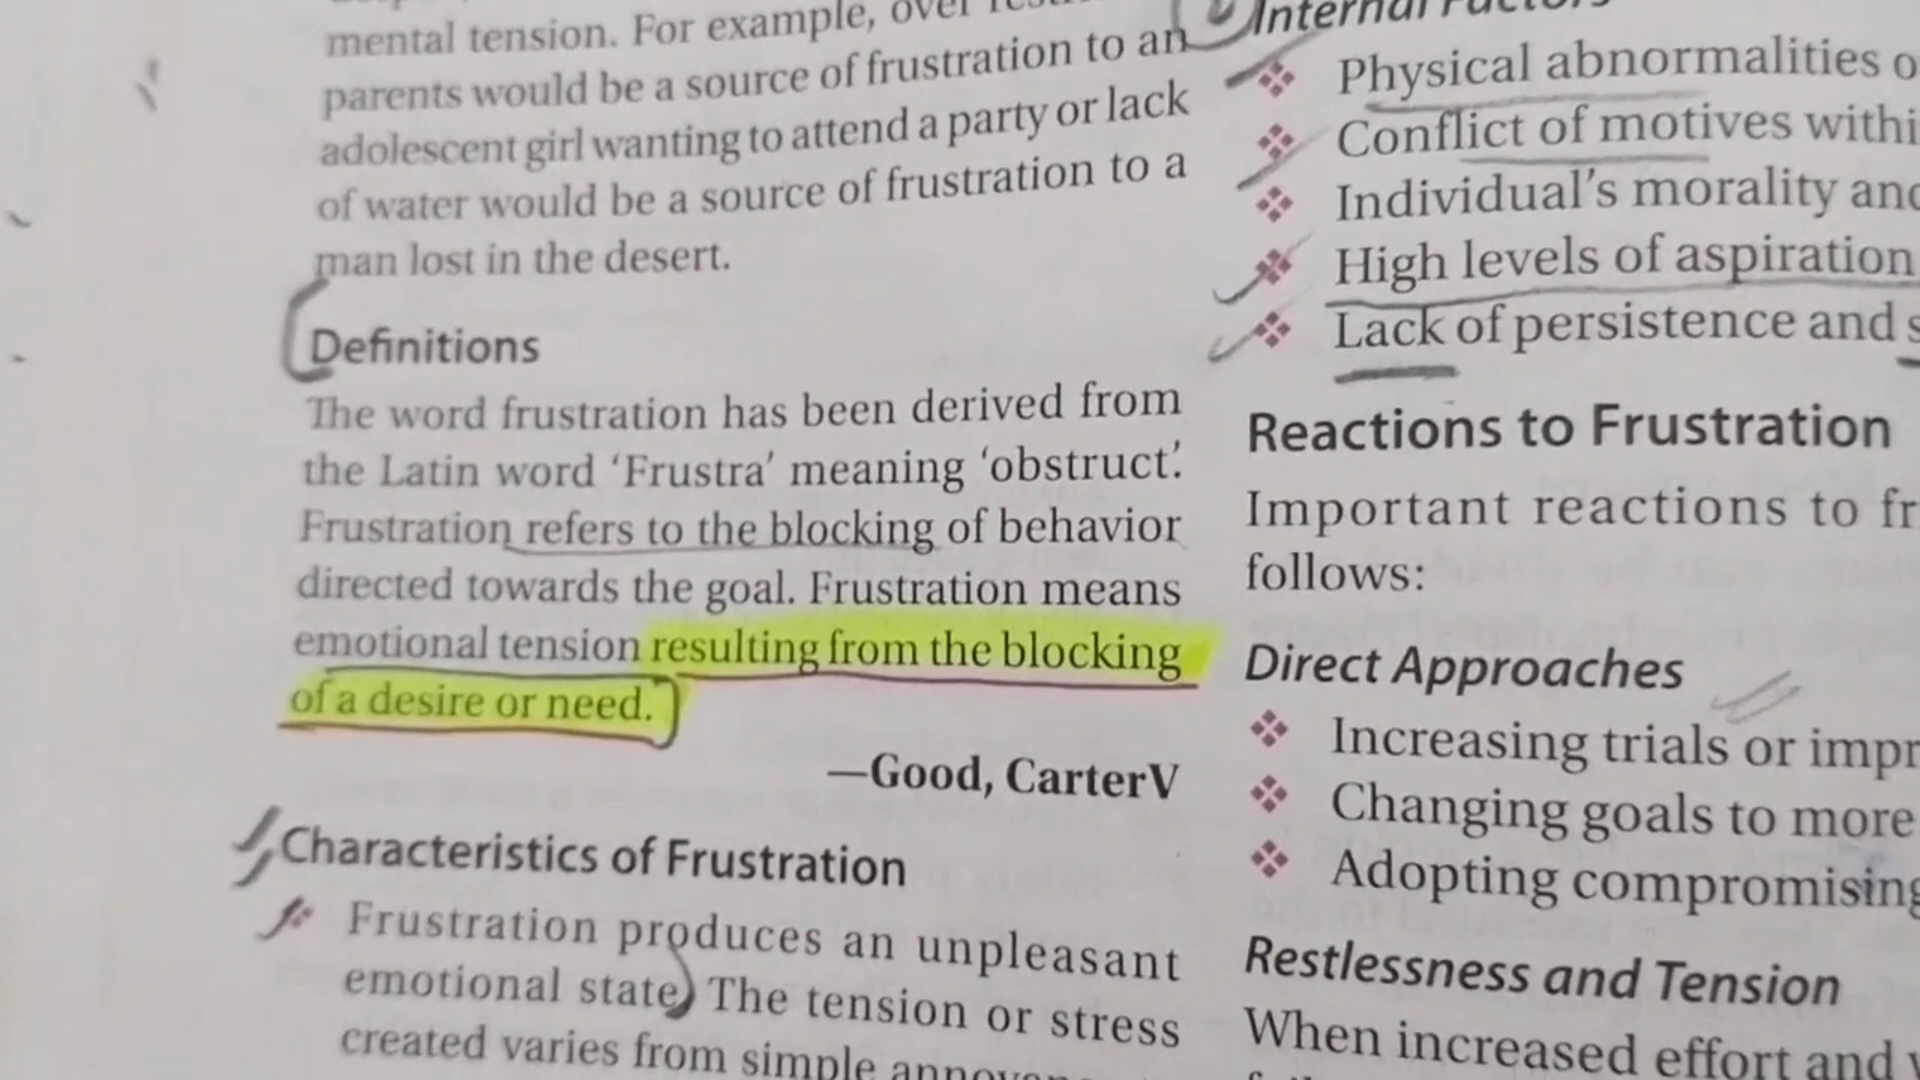 mental tension. For example, over
parents would be a source of frustration to an
adolescent girl wanting to attend a party or lack
of water would be a source of frustration to a
man lost in the desert.
Definitions
The word frustration has been derived from
the Latin word ‘Frustra’ meaning ‘obstruct’.
Frustration refers to the blocking of behavior
directed towards the goal. Frustration means
emotional tension resulting from the blocking
of a desire or need.
—Good, CarterV
Characteristics of Frustration
Frustration produces an unpleasant
emotional state. The tension or stress
created varies from simple
Internal Factors
Physical abnormalities
Conflict of motives
Individual’s morality
High levels of aspiration
Lack of persistence and
Reactions to Frustration
Important reactions to
follows:
Direct Approaches
Increasing trials or
Changing goals to more
Adopting compromising
Restlessness and Tension
When increased effort and